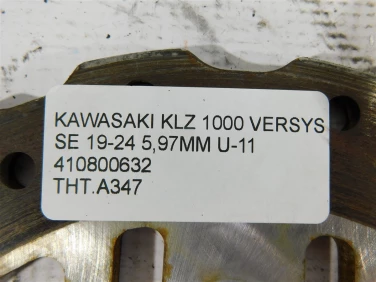 KAWASAKI KLZ 1000 VERSYS
SE 19-24 5,97MM U-11
410800632
THT.A347